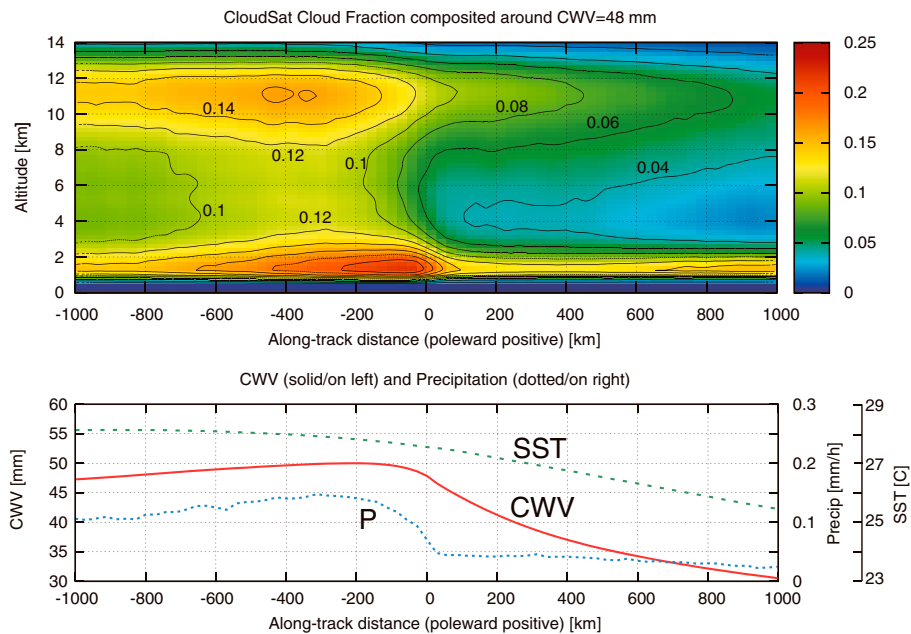 CloudSat Cloud Fraction composited around CWV=48 mm
14
12
10
8
6
4
2
0
Altitude [km]
0.14
0.08
0.06
0.12
0.1
0.04
0.1
0.12
0.25
0.2
0.15
0.1
0.05
0
-1000 -800 -600 -400 -200 0 200 400 600 800 1000
Along-track distance (poleward positive) [km]
CWV (solid/on left) and Precipitation (dotted/on right)
60
55
50
45
40
35
30
CWV [mm]
SST
CWV
P
0.3
0.2
0.1
0
Precip [mm/h]
29
27
25
23
SST [C]
-1000 -800 -600 -400 -200 0 200 400 600 800 1000
Along-track distance (poleward positive) [km]